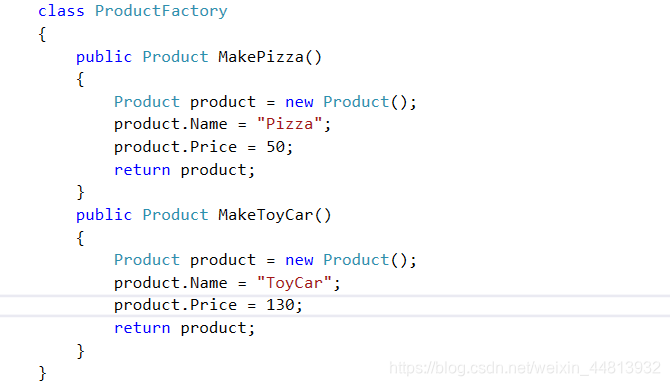 class ProductFactory
{
    public Product MakePizza()
    {
        Product product = new Product();
        product.Name = "Pizza";
        product.Price = 50;
        return product;
    }
    public Product MakeToyCar()
    {
        Product product = new Product();
        product.Name = "ToyCar";
        product.Price = 130;
        return product;
    }
}
https://blog.csdn.net/weixin_44813932